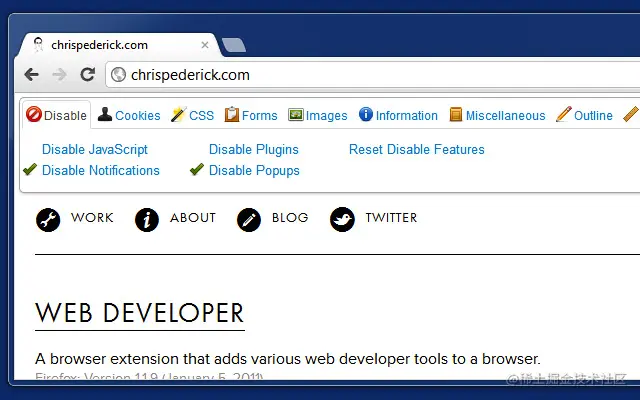 chrispederick.com
chrispederick.com
Disable Cookies CSS Forms Images Information Miscellaneous Outline
Disable JavaScript Disable Plugins Reset Disable Features
Disable Notifications Disable Popups
WORK ABOUT BLOG TWITTER
WEB DEVELOPER
A browser extension that adds various web developer tools to a browser.
Firefox: Version 1.1.9 (January 5, 2011)
@稀土掘金技术社区